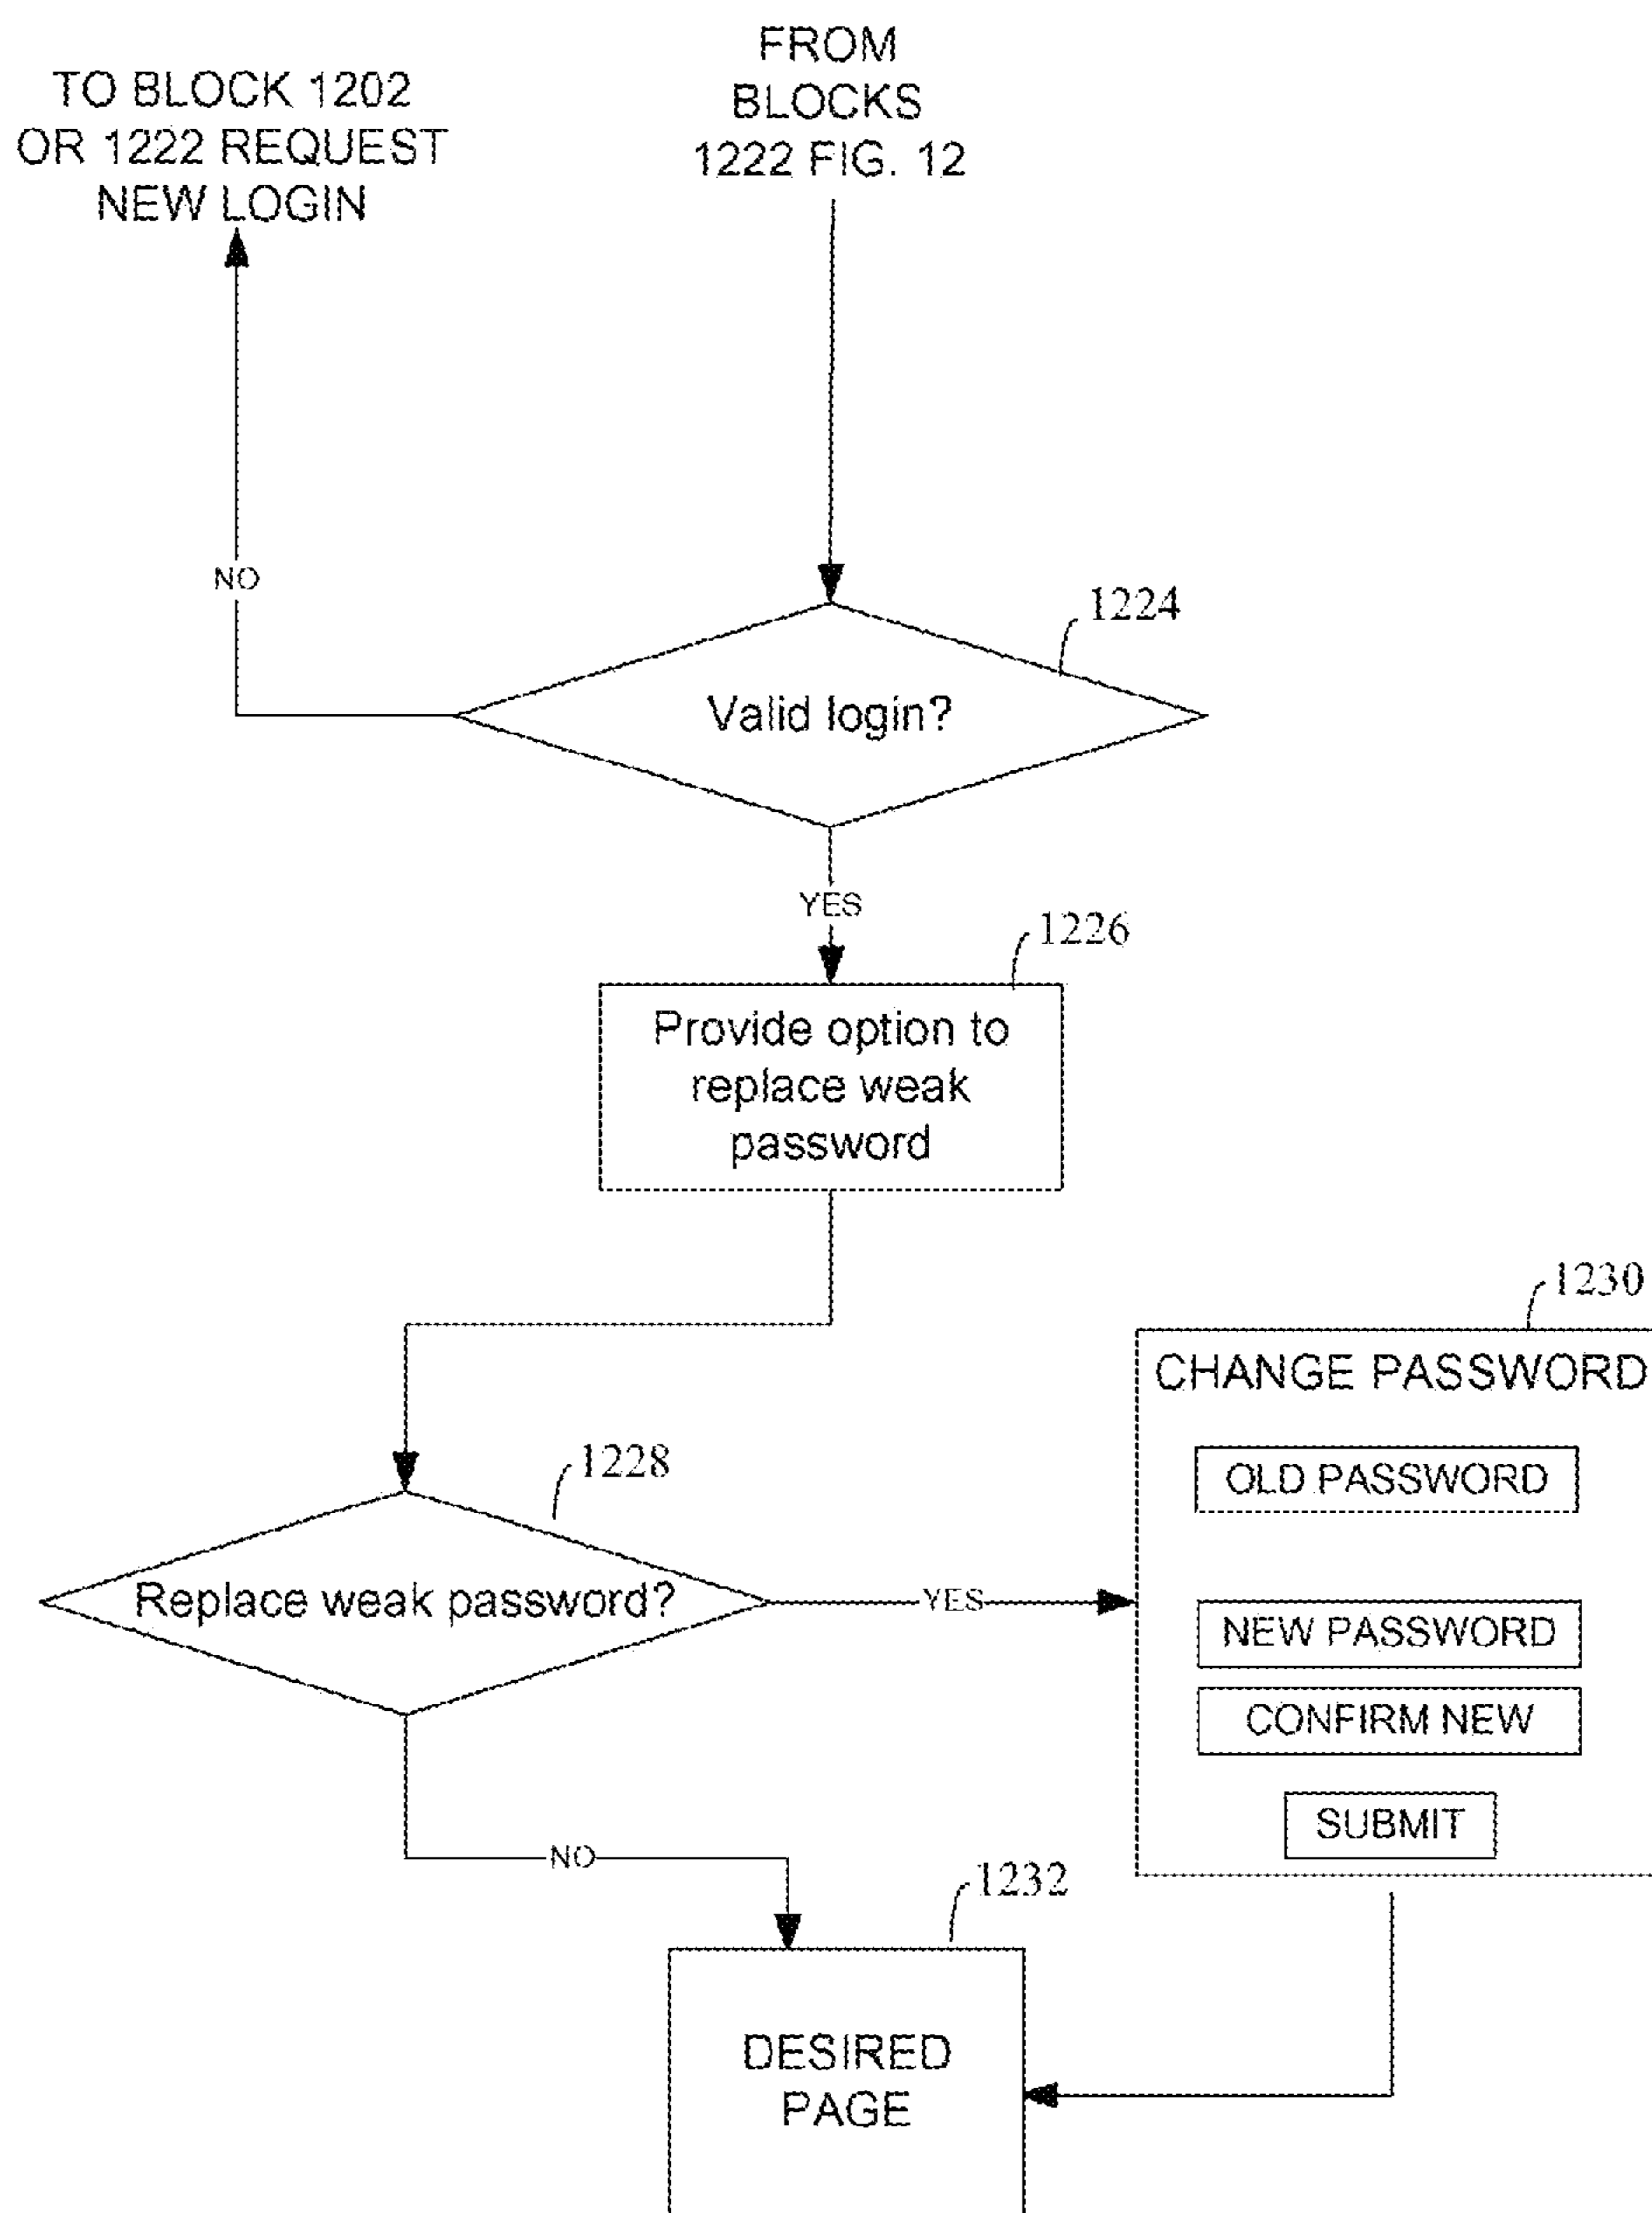 TO BLOCK 1202
OR 1222 REQUEST
NEW LOGIN
FROM
BLOCKS
1222 FIG. 12
NO
1224
Valid login?
YES
1226
Provide option to
replace weak
password
1230
CHANGE PASSWORD
OLD PASSWORD
1228
Replace weak password?
YES
NEW PASSWORD
CONFIRM NEW
SUBMIT
NO
1232
DESIRED
PAGE